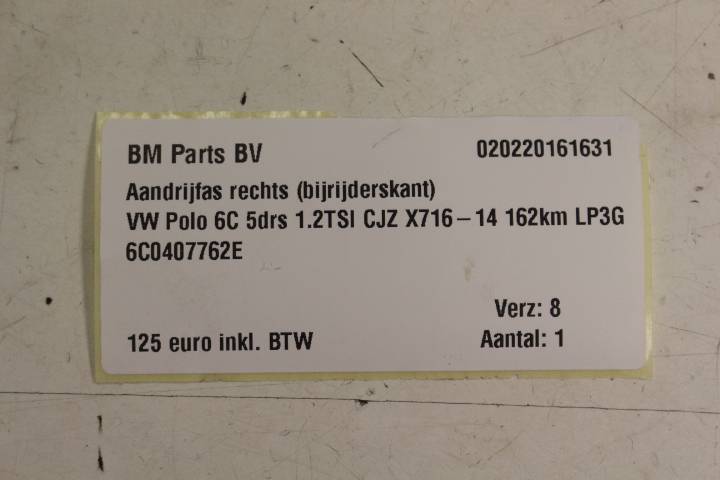 BM Parts BV 020220161631
Aandrijfas rechts (bijrijderskant)
VW Polo 6C 5drs 1.2TSI CJZ X716-14 162km LP3G
6C0407762E
Verz: 8
125 euro inkl. BTW Aantal: 1